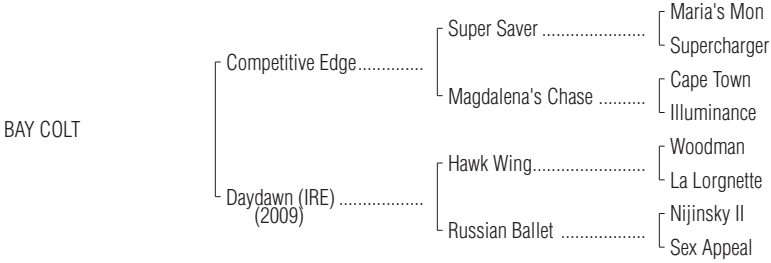 Maria's Mon
Super Saver ......................
Supercharger
Competitive Edge..............
Cape Town
Magdalena's Chase ..........
Illuminance
BAY COLT
Woodman
Hawk Wing........................
La Lorgnette
Daydawn (IRE) ..................
(2009)
Nijinsky II
Russian Ballet ..................
Sex Appeal